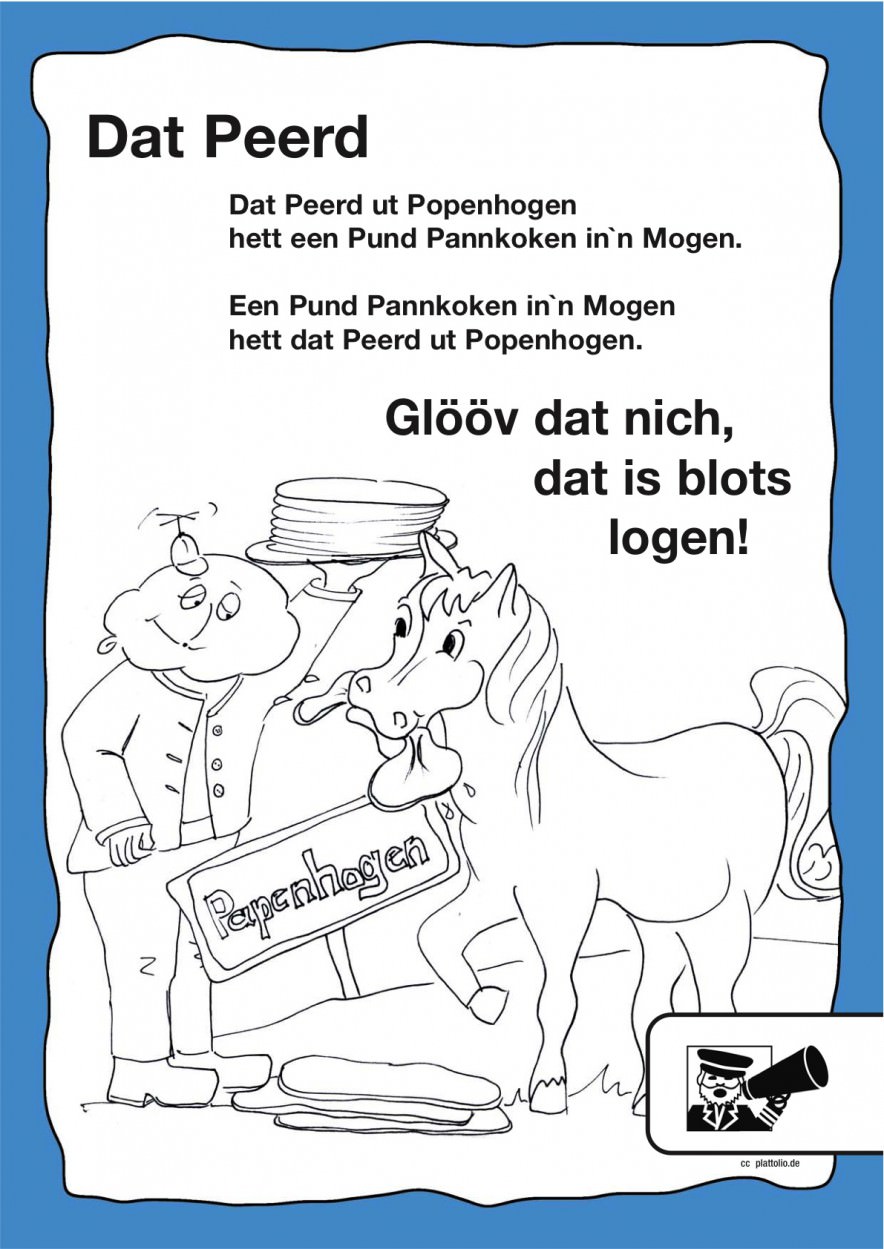 Dat Peerd
Dat Peerd ut Popenhogen
hett een Pund Pannkoken in`n Mogen.
Een Pund Pannkoken in`n Mogen
hett dat Peerd ut Popenhogen.
Glööv dat nich,
dat is blots
logen!
Papenhagen
cc plattolio.de